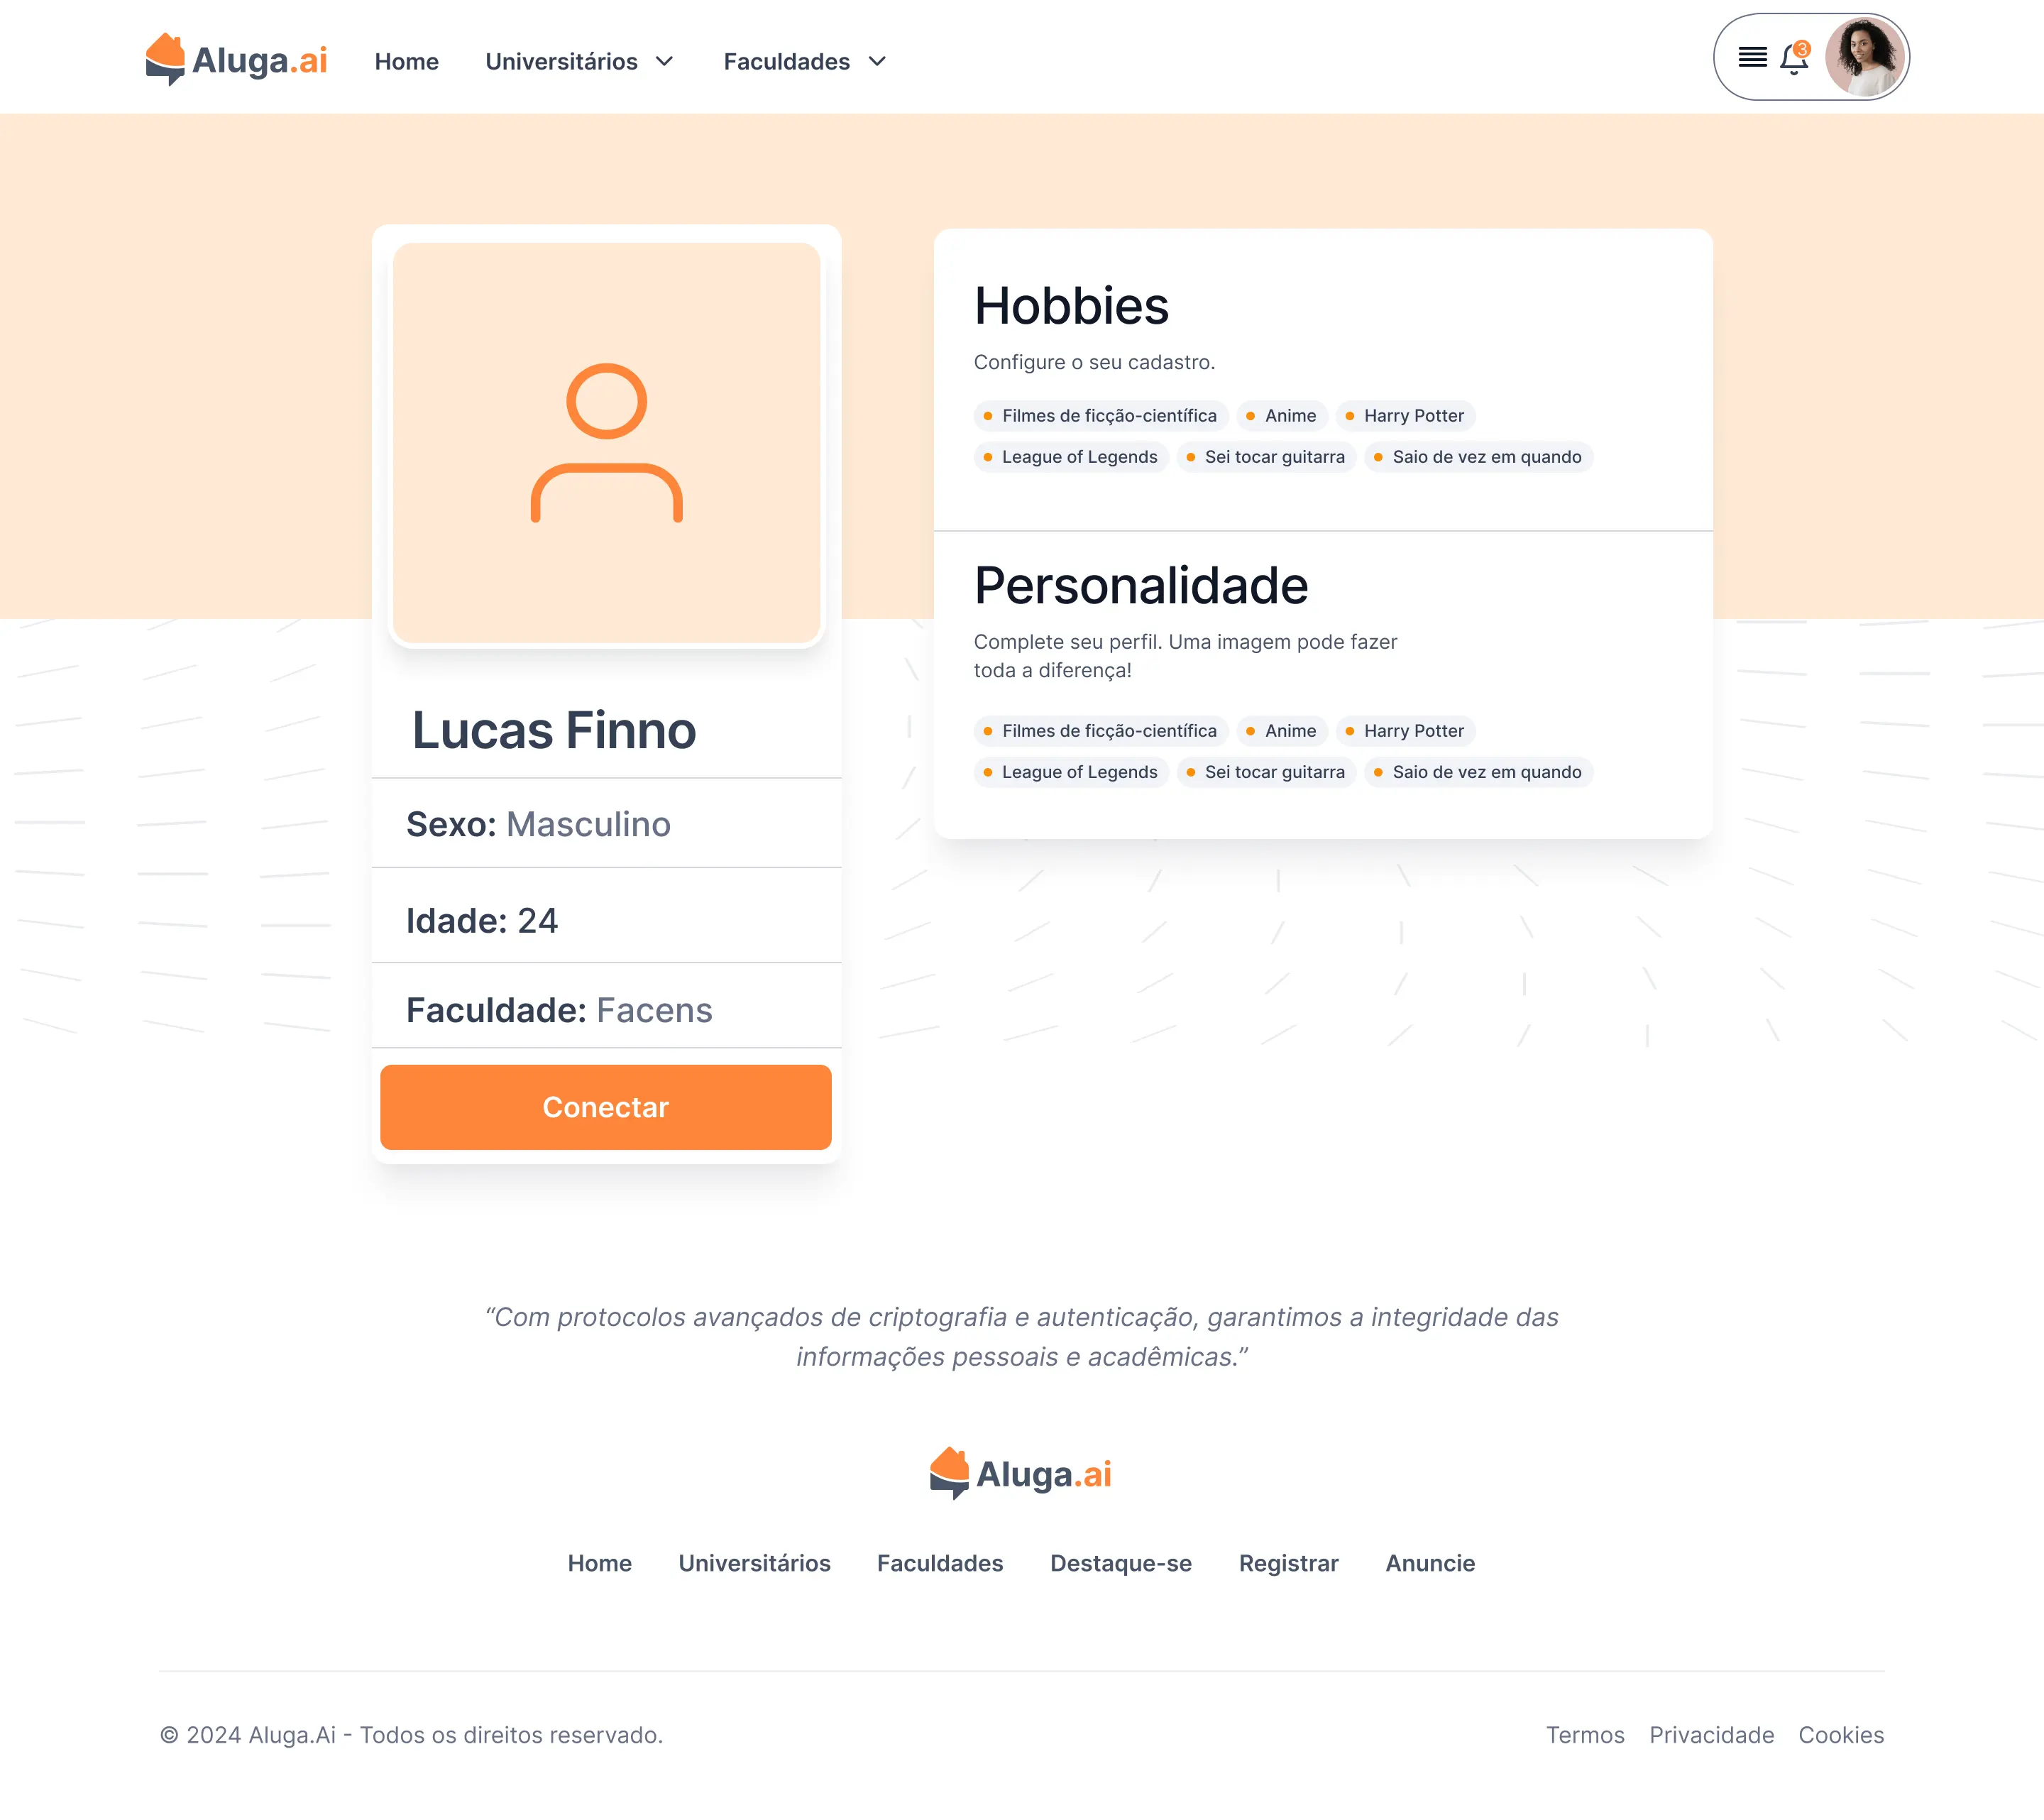 Aluga.ai Home Universitários Faculdades 3
Hobbies
Configure o seu cadastro.
Filmes de ficção-científica Anime Harry Potter
League of Legends Sei tocar guitarra Saio de vez em quando
Personalidade
Complete seu perfil. Uma imagem pode fazer
toda a diferença!
Filmes de ficção-científica Anime Harry Potter
League of Legends Sei tocar guitarra Saio de vez em quando
Lucas Finno
Sexo: Masculino
Idade: 24
Faculdade: Facens
Conectar
“Com protocolos avançados de criptografia e autenticação, garantimos a integridade das
informações pessoais e acadêmicas.”
Aluga.ai
Home Universitários Faculdades Destaque-se Registrar Anuncie
© 2024 Aluga.Ai - Todos os direitos reservado. Termos Privacidade Cookies